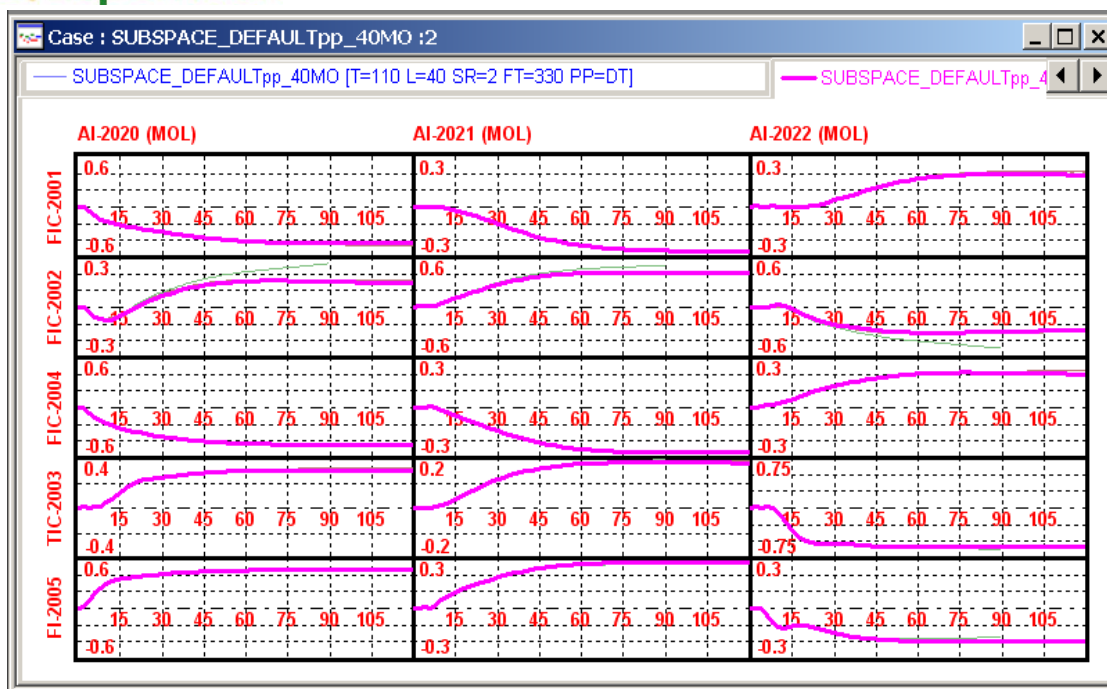 Case : SUBSPACE_DEFAULTpp_40MO :2
SUBSPACE_DEFAULTpp_40MO [T=110 L=40 SR=2 FT=330 PP=DT]
SUBSPACE_DEFAULTpp_4
AI-2020 (MOL) AI-2021 (MOL) AI-2022 (MOL)
FIC-2001
0.6 0.3 0.3
15 30 45 60 75 90 105 15 30 45 60 75 90 105 15 30 45 60 75 90 105
-0.6 -0.3 -0.3
FIC-2002
0.3 0.6 0.6
15 30 45 60 75 90 105 15 30 45 60 75 90 105 15 30 45 60 75 90 105
-0.3 -0.6 -0.6
FIC-2004
0.6 0.3 0.3
15 30 45 60 75 90 105 15 30 45 60 75 90 105 15 30 45 60 75 90 105
-0.6 -0.3 -0.3
TIC-2003
0.4 0.2 0.75
15 30 45 60 75 90 105 15 30 45 60 75 90 105 15 30 45 60 75 90 105
-0.4 -0.2 -0.75
FI-2005
0.6 0.3 0.3
15 30 45 60 75 90 105 15 30 45 60 75 90 105 15 30 45 60 75 90 105
-0.6 -0.3 -0.3